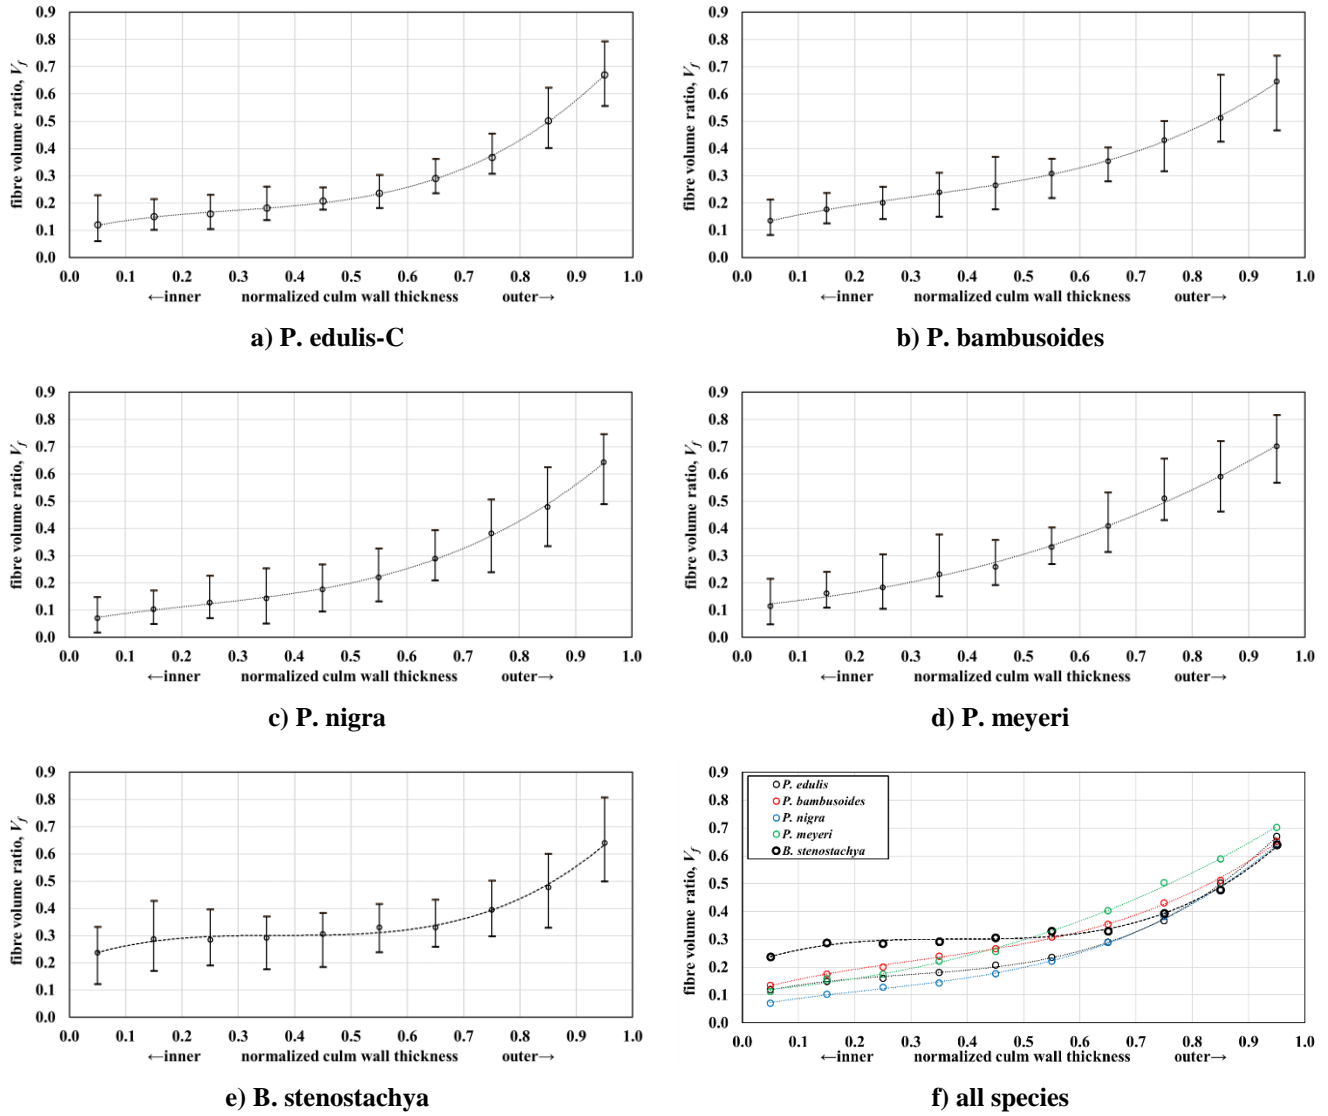 0.9
0.8
0.7
0.6
0.5
0.4
0.3
0.2
0.1
0.0
fibre volume ratio, Vf
0.0 0.1 0.2 0.3 0.4 0.5 0.6 0.7 0.8 0.9 1.0
←inner normalized culm wall thickness outer→
a) P. edulis-C
0.9
0.8
0.7
0.6
0.5
0.4
0.3
0.2
0.1
0.0
fibre volume ratio, Vf
0.0 0.1 0.2 0.3 0.4 0.5 0.6 0.7 0.8 0.9 1.0
←inner normalized culm wall thickness outer→
b) P. bambusoides
0.9
0.8
0.7
0.6
0.5
0.4
0.3
0.2
0.1
0.0
fibre volume ratio, Vf
0.0 0.1 0.2 0.3 0.4 0.5 0.6 0.7 0.8 0.9 1.0
←inner normalized culm wall thickness outer→
c) P. nigra
0.9
0.8
0.7
0.6
0.5
0.4
0.3
0.2
0.1
0.0
fibre volume ratio, Vf
0.0 0.1 0.2 0.3 0.4 0.5 0.6 0.7 0.8 0.9 1.0
←inner normalized culm wall thickness outer→
d) P. meyeri
0.9
0.8
0.7
0.6
0.5
0.4
0.3
0.2
0.1
0.0
fibre volume ratio, Vf
0.0 0.1 0.2 0.3 0.4 0.5 0.6 0.7 0.8 0.9 1.0
←inner normalized culm wall thickness outer→
e) B. stenostachya
0.9
0.8
0.7
0.6
0.5
0.4
0.3
0.2
0.1
0.0
fibre volume ratio, Vf
P. edulis
P. bambusoides
P. nigra
P. meyeri
B. stenostachya
0.0 0.1 0.2 0.3 0.4 0.5 0.6 0.7 0.8 0.9 1.0
←inner normalized culm wall thickness outer→
f) all species